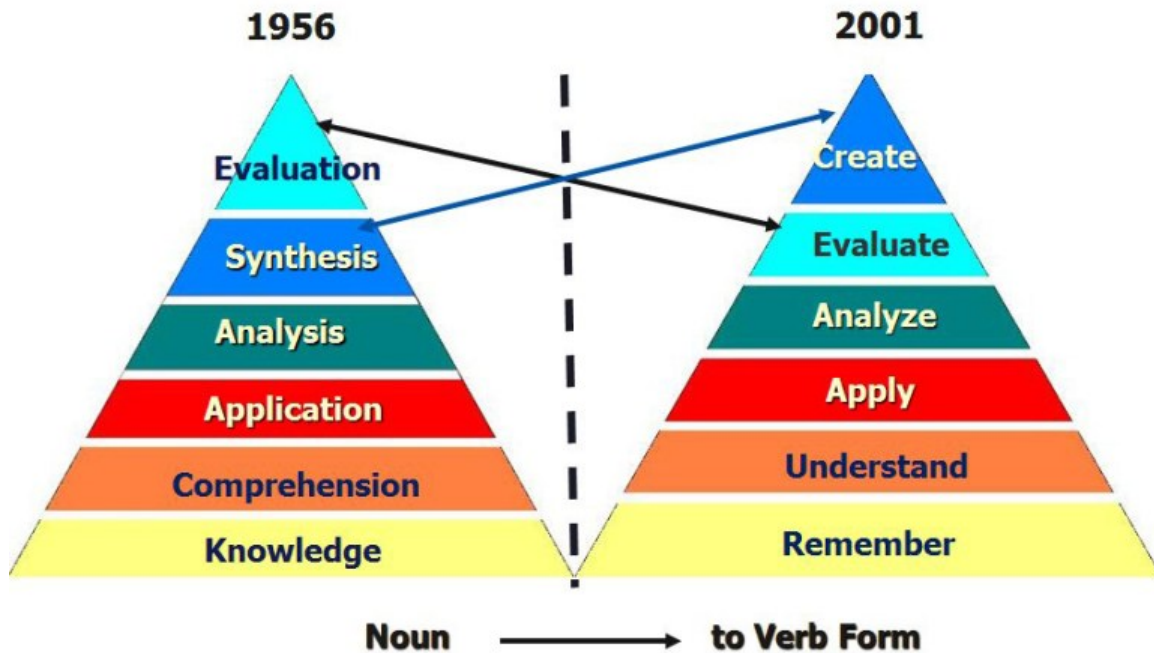 1956
2001
Evaluation
Synthesis
Analysis
Application
Comprehension
Knowledge
Create
Evaluate
Analyze
Apply
Understand
Remember
Noun to Verb Form